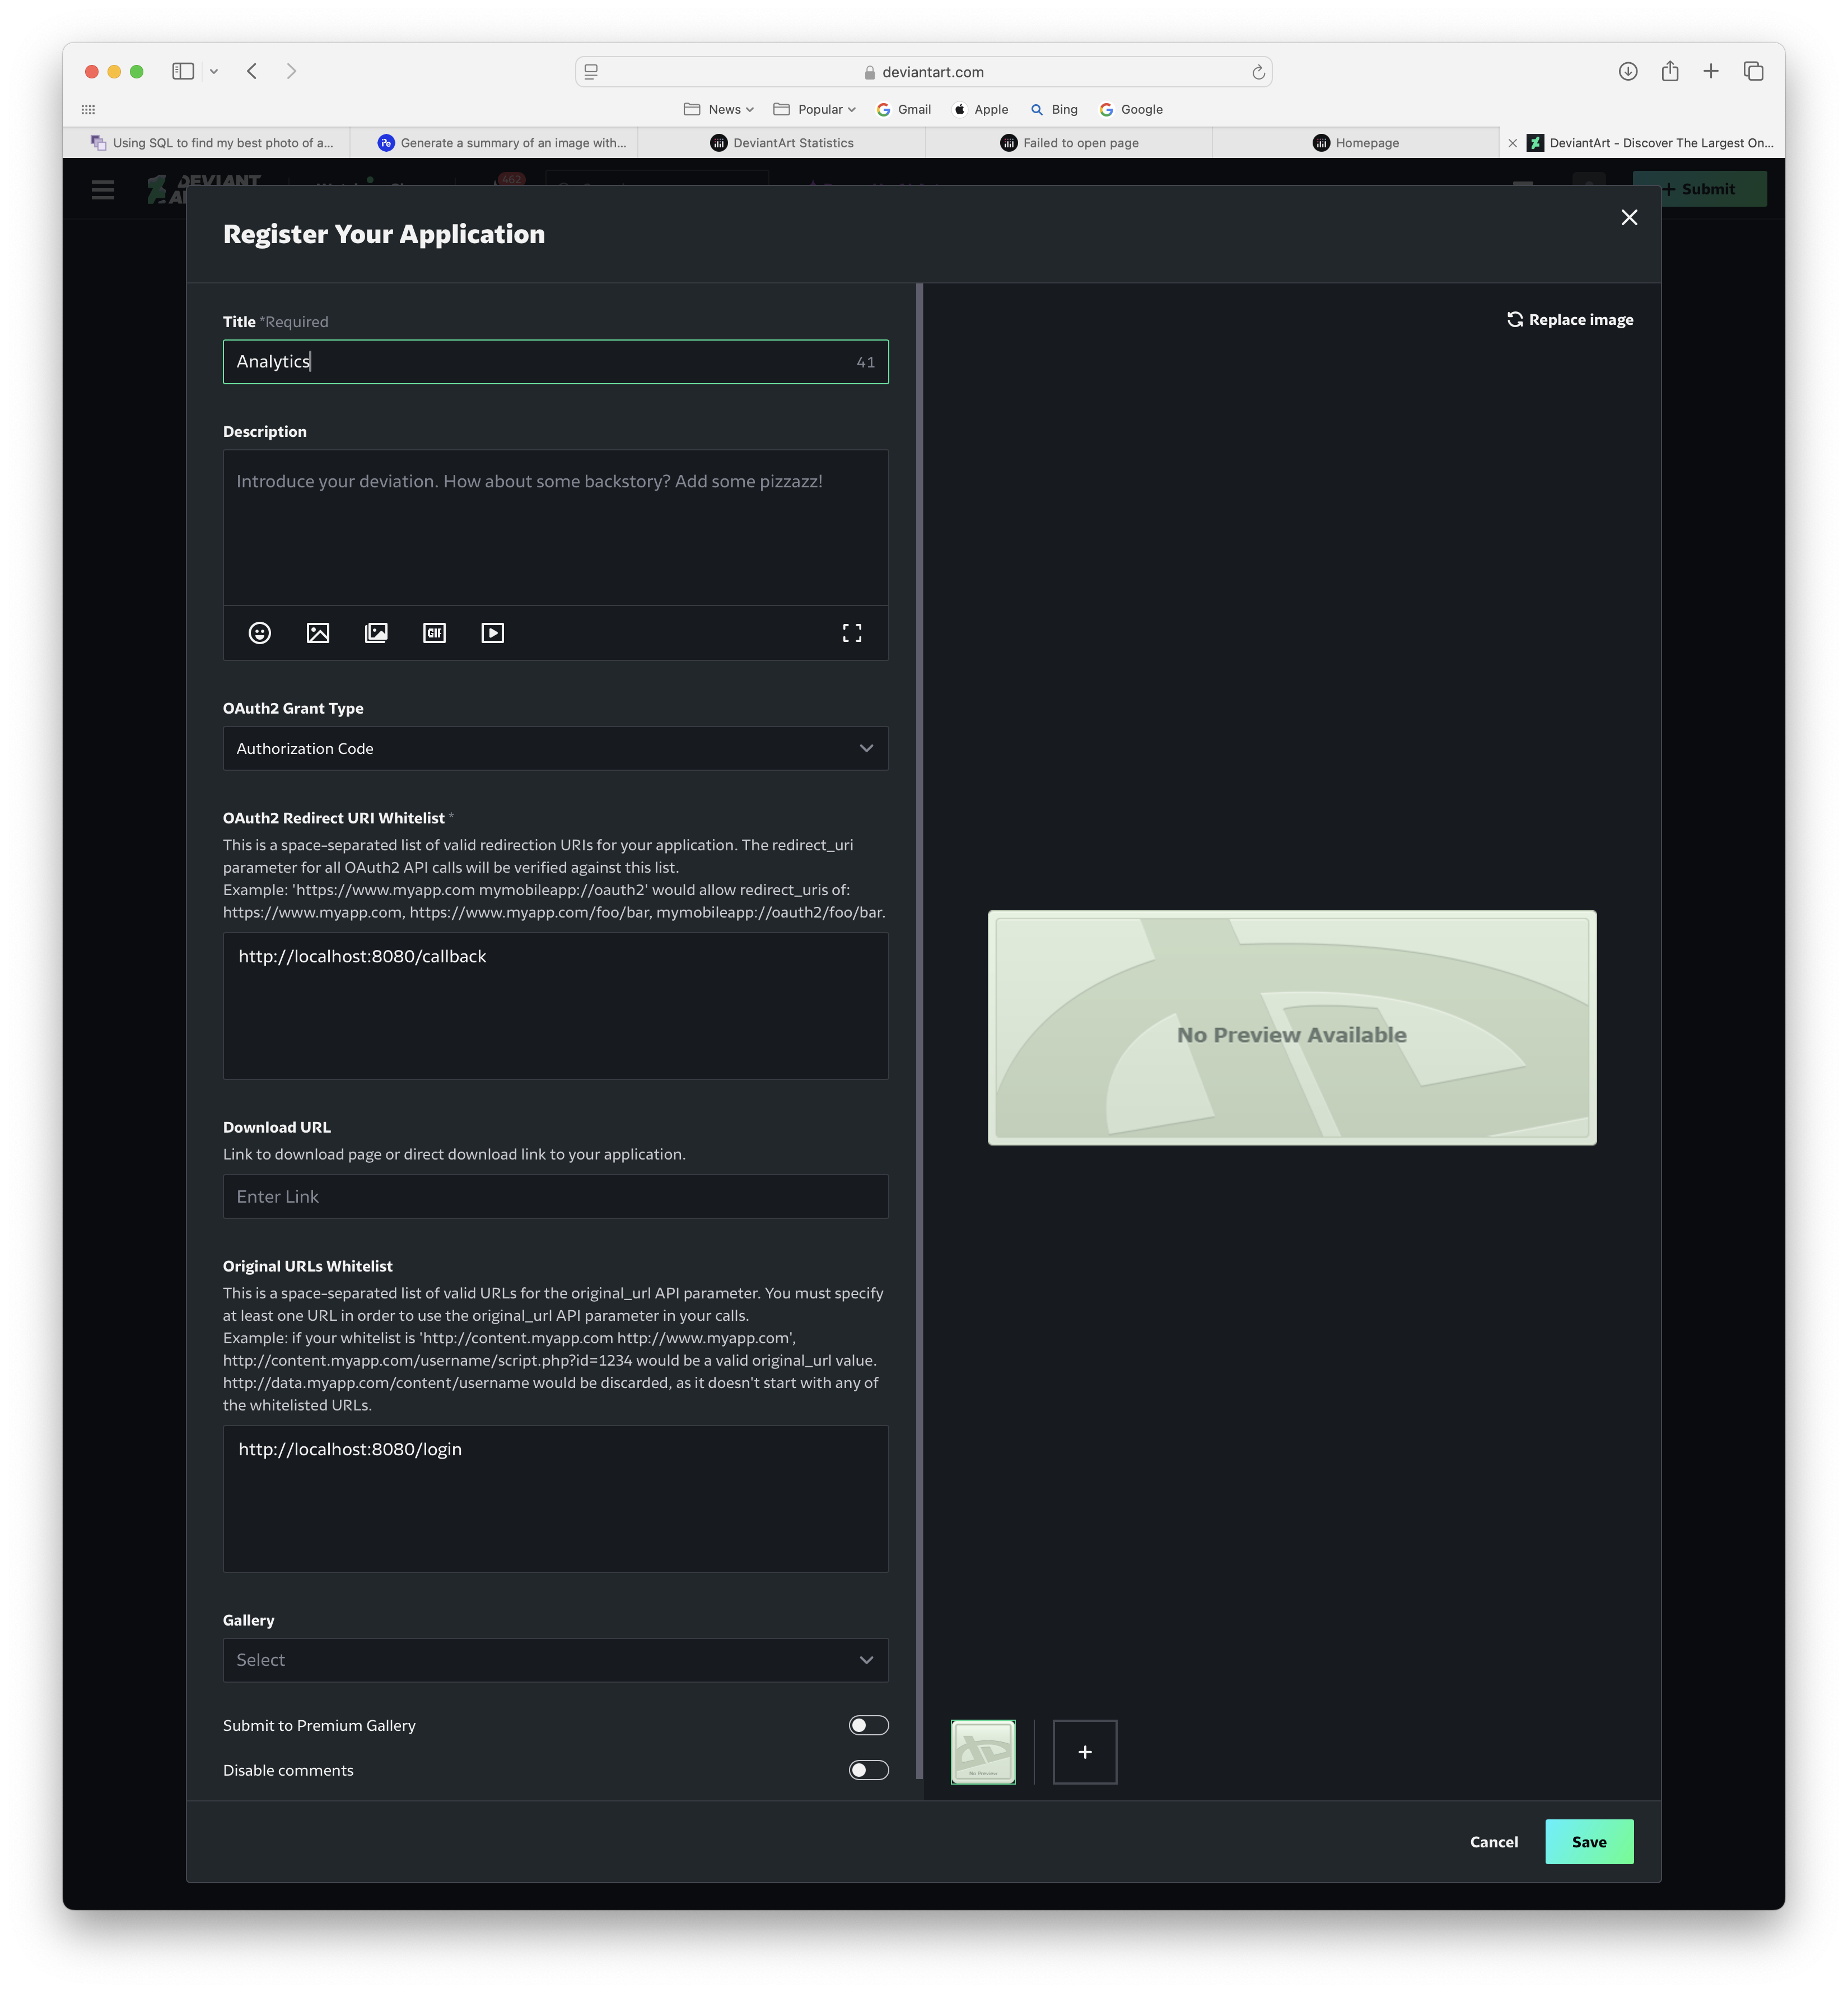 deviantart.com
News
Popular
Gmail
Apple
Bing
Google
Using SQL to find my best photo of a...
Generate a summary of an image with...
DeviantArt Statistics
Failed to open page
Homepage
DeviantArt - Discover The Largest On...
DEVIANT
462
+ Submit
Register Your Application
Replace image
Title *Required
Analytics 41
Description
Introduce your deviation. How about some backstory? Add some pizzazz!
GIF
OAuth2 Grant Type
Authorization Code
OAuth2 Redirect URI Whitelist *
This is a space-separated list of valid redirection URIs for your application. The redirect_uri
parameter for all OAuth2 API calls will be verified against this list.
Example: 'https://www.myapp.com mymobileapp://oauth2' would allow redirect_uris of:
https://www.myapp.com, https://www.myapp.com/foo/bar, mymobileapp://oauth2/foo/bar.
http://localhost:8080/callback
Download URL
Link to download page or direct download link to your application.
Enter Link
Original URLs Whitelist
This is a space-separated list of valid URLs for the original_url API parameter. You must specify
at least one URL in order to use the original_url API parameter in your calls.
Example: if your whitelist is 'http://content.myapp.com http://www.myapp.com',
http://content.myapp.com/username/script.php?id=1234 would be a valid original_url value.
http://data.myapp.com/content/username would be discarded, as it doesn't start with any of
the whitelisted URLs.
http://localhost:8080/login
Gallery
Select
Submit to Premium Gallery
Disable comments
No Preview Available
No Preview
Cancel
Save